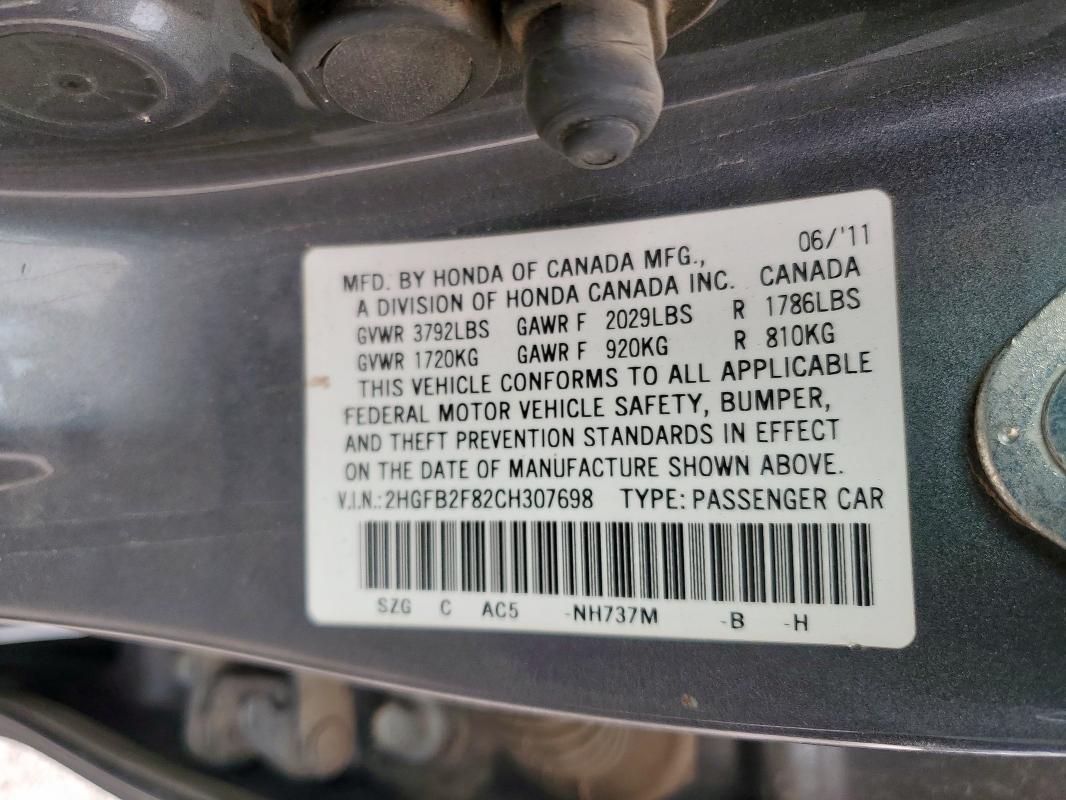 06/'11
MFD. BY HONDA OF CANADA MFG.,
A DIVISION OF HONDA CANADA INC. CANADA
GVWR 3792LBS GAWR F 2029LBS R 1786LBS
GVWR 1720KG GAWR F 920KG R 810KG
THIS VEHICLE CONFORMS TO ALL APPLICABLE
FEDERAL MOTOR VEHICLE SAFETY, BUMPER,
AND THEFT PREVENTION STANDARDS IN EFFECT
ON THE DATE OF MANUFACTURE SHOWN ABOVE.
V.I.N.: 2HGFB2F82CH307698 TYPE: PASSENGER CAR
SZG C AC5 -NH737M -B -H